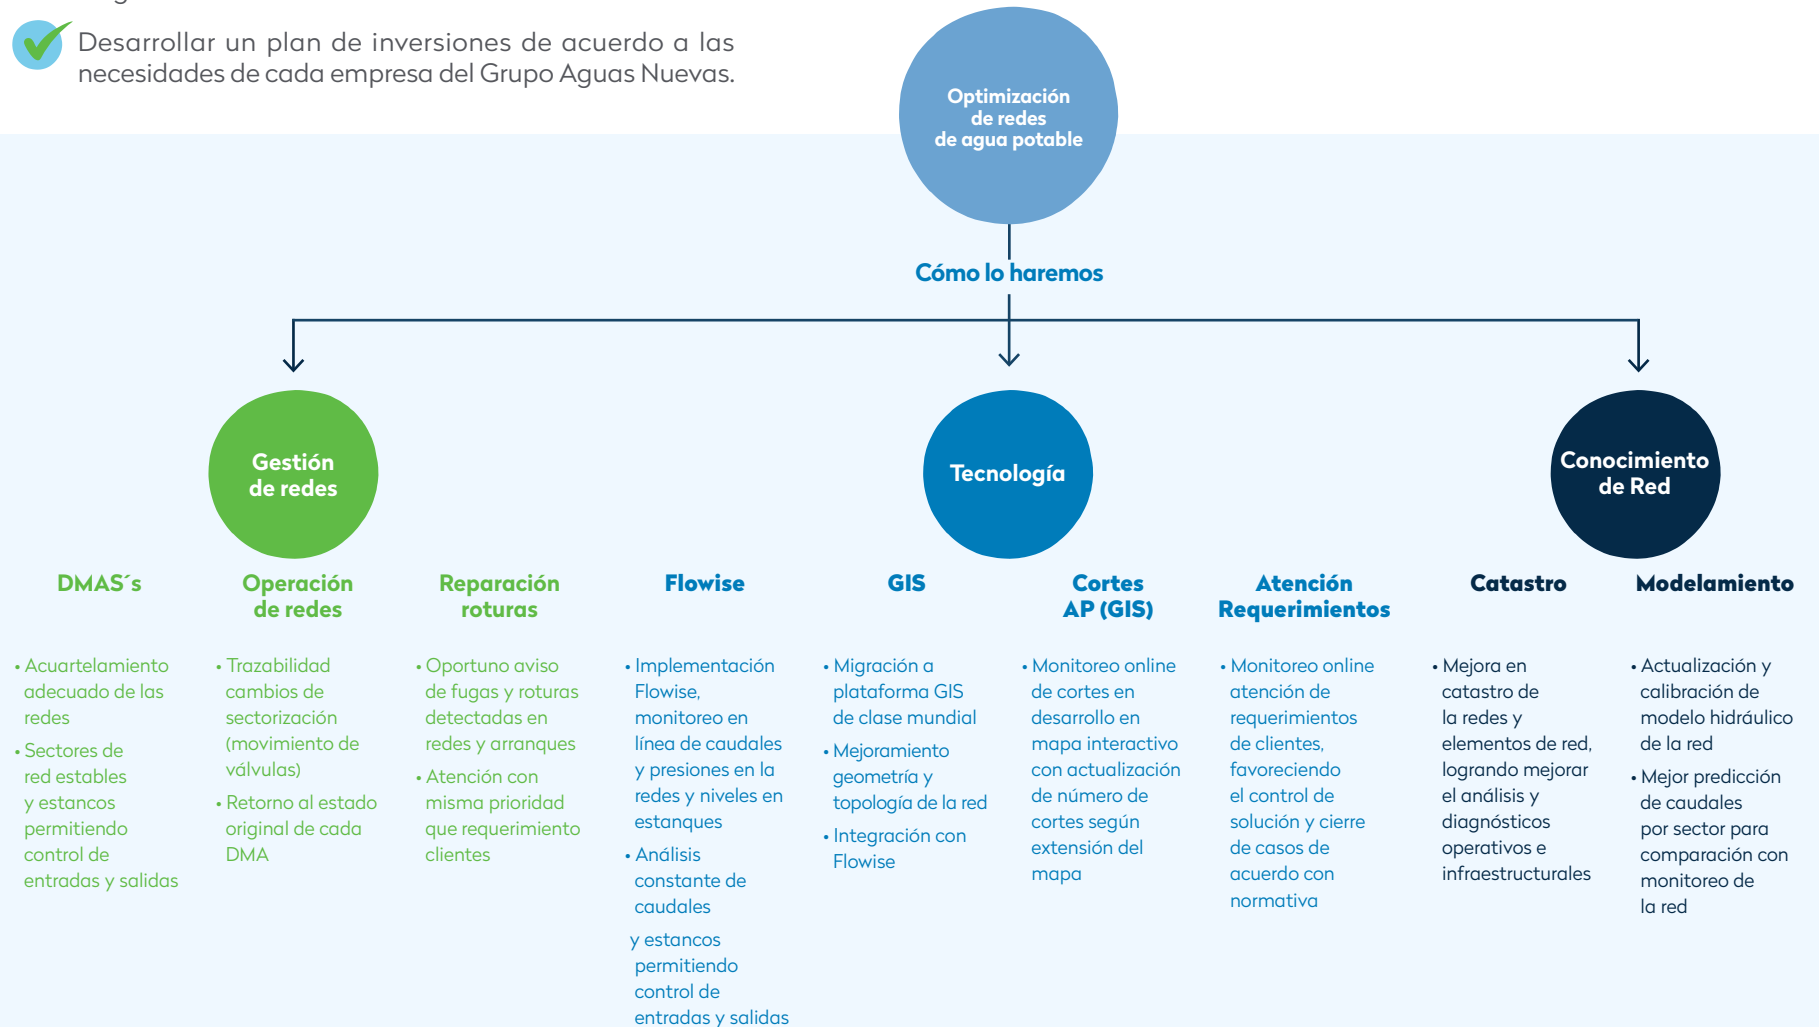 Desarrollar un plan de inversiones de acuerdo a las
necesidades de cada empresa del Grupo Aguas Nuevas.
Optimización
de redes
de agua potable
Cómo lo haremos
Gestión
de redes
Tecnología
Conocimiento
de Red
DMAS´s
• Acuartelamiento
adecuado de las
redes
• Sectores de
red estables
y estancos
permitiendo
control de
entradas y salidas
Operación
de redes
• Trazabilidad
cambios de
sectorización
(movimiento de
válvulas)
• Retorno al estado
original de cada
DMA
Reparación
roturas
• Oportuno aviso
de fugas y roturas
detectadas en
redes y arranques
• Atención con
misma prioridad
que requerimiento
clientes
Flowise
• Implementación
Flowise,
monitoreo en
línea de caudales
y presiones en la
redes y niveles en
estanques
• Análisis
constante de
caudales
y estancos
permitiendo
control de
entradas y salidas
GIS
• Migración a
plataforma GIS
de clase mundial
• Mejoramiento
geometría y
topología de la red
• Integración con
Flowise
Cortes
AP (GIS)
• Monitoreo online
de cortes en
desarrollo en
mapa interactivo
con actualización
de número de
cortes según
extensión del
mapa
Atención
Requerimientos
• Monitoreo online
atención de
requerimientos
de clientes,
favoreciendo
el control de
solución y cierre
de casos de
acuerdo con
normativa
Catastro
• Mejora en
catastro de
la redes y
elementos de red,
logrando mejorar
el análisis y
diagnósticos
operativos e
infraestructurales
Modelamiento
• Actualización y
calibración de
modelo hidráulico
de la red
• Mejor predicción
de caudales
por sector para
comparación con
monitoreo de
la red